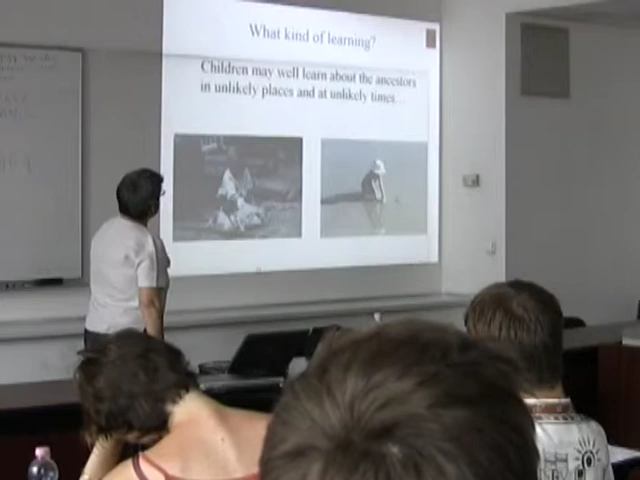 What kind of learning?
Children may well learn about the ancestors
in unlikely places and at unlikely times...